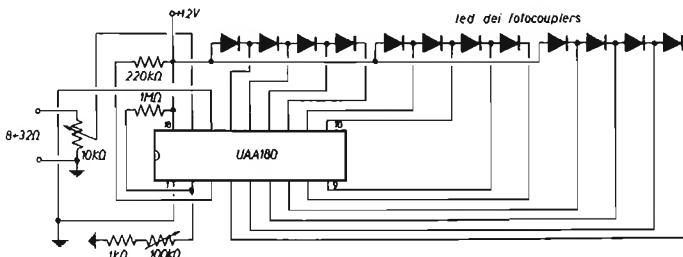 +12V
led dei fotocouplers
220kΩ
1MΩ
18
10
8÷32Ω
10kΩ
UAA180
1
9
1kΩ
100kΩ